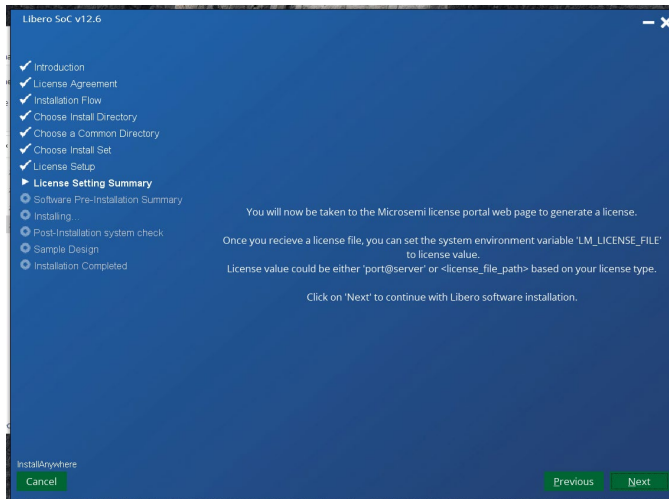 Libero SoC v12.6
Introduction
License Agreement
Installation Flow
Choose Install Directory
Choose a Common Directory
Choose Install Set
License Setup
License Setting Summary
Software Pre-Installation Summary
Installing...
Post-Installation system check
Sample Design
Installation Completed
You will now be taken to the Microsemi license portal web page to generate a license.
Once you recieve a license file, you can set the system environment variable 'LM_LICENSE_FILE'
to license value.
License value could be either 'port@server' or <license_file_path> based on your license type.
Click on 'Next' to continue with Libero software installation.
InstallAnywhere
Cancel
Previous
Next